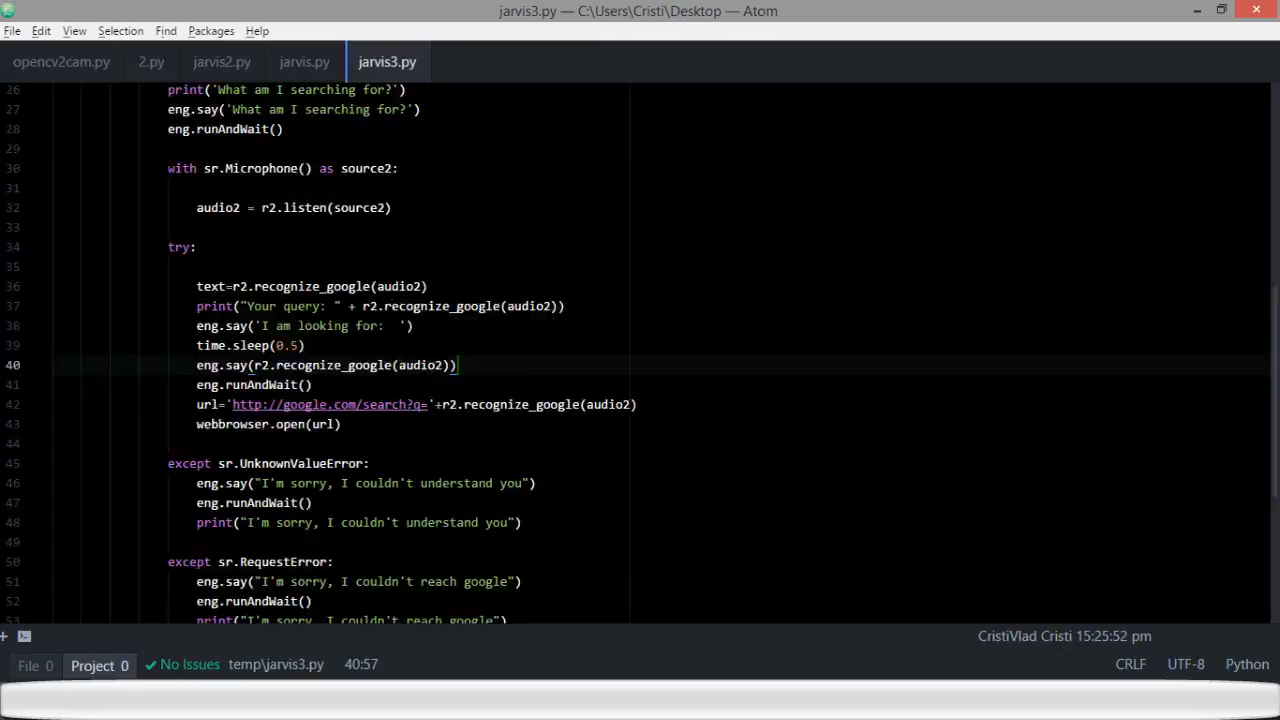 jarvis3.py — C:\Users\Cristi\Desktop — Atom
File Edit View Selection Find Packages Help
opencv2cam.py 2.py jarvis2.py jarvis.py jarvis3.py
26 print('What am I searching for?')
27 eng.say('What am I searching for?')
28 eng.runAndWait()
29
30 with sr.Microphone() as source2:
31
32 audio2 = r2.listen(source2)
33
34 try:
35
36 text=r2.recognize_google(audio2)
37 print("Your query: " + r2.recognize_google(audio2))
38 eng.say('I am looking for:  ')
39 time.sleep(0.5)
40 eng.say(r2.recognize_google(audio2))
41 eng.runAndWait()
42 url='http://google.com/search?q='+r2.recognize_google(audio2)
43 webbrowser.open(url)
44
45 except sr.UnknownValueError:
46 eng.say("I'm sorry, I couldn't understand you")
47 eng.runAndWait()
48 print("I'm sorry, I couldn't understand you")
49
50 except sr.RequestError:
51 eng.say("I'm sorry, I couldn't reach google")
52 eng.runAndWait()
53 print("I'm sorry, I couldn't reach google")
+ CristiVlad Cristi 15:25:52 pm
File 0 Project 0 No Issues temp\jarvis3.py 40:57 CRLF UTF-8 Python